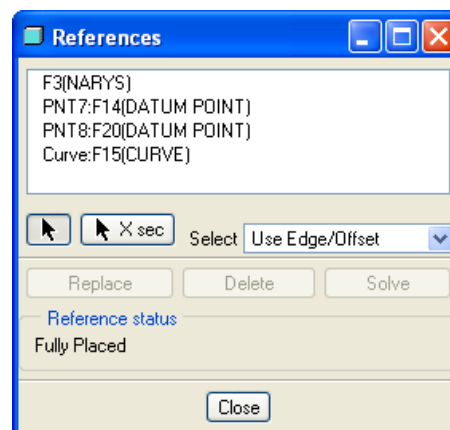 References
F3(NARYS)
PNT7:F14(DATUM POINT)
PNT8:F20(DATUM POINT)
Curve:F15(CURVE)
X sec Select Use Edge/Offset
Replace Delete Solve
Reference status
Fully Placed
Close